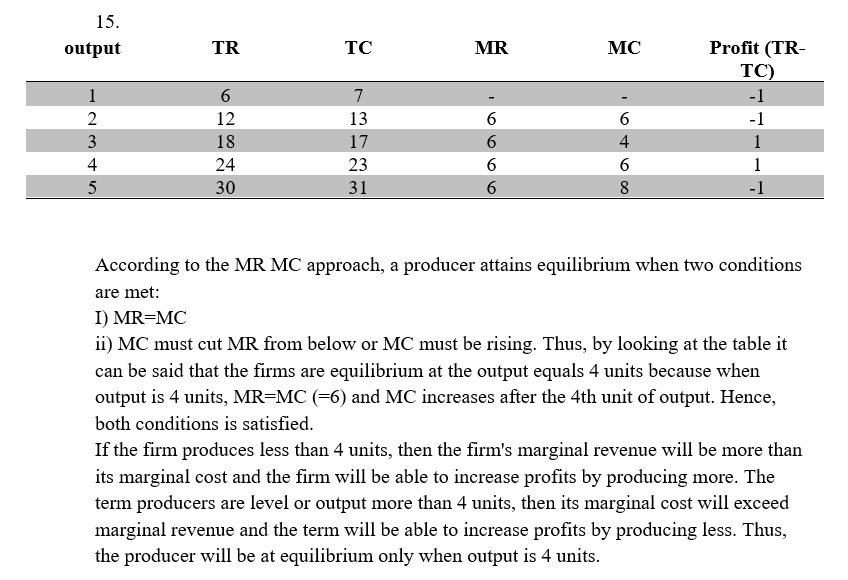 15.
output TR TC MR MC Profit (TR-
TC)
1 6 7 - - -1
2 12 13 6 6 -1
3 18 17 6 4 1
4 24 23 6 6 1
5 30 31 6 8 -1
According to the MR MC approach, a producer attains equilibrium when two conditions
are met:
I) MR=MC
ii) MC must cut MR from below or MC must be rising. Thus, by looking at the table it
can be said that the firms are equilibrium at the output equals 4 units because when
output is 4 units, MR=MC (=6) and MC increases after the 4th unit of output. Hence,
both conditions is satisfied.
If the firm produces less than 4 units, then the firm's marginal revenue will be more than
its marginal cost and the firm will be able to increase profits by producing more. The
term producers are level or output more than 4 units, then its marginal cost will exceed
marginal revenue and the term will be able to increase profits by producing less. Thus,
the producer will be at equilibrium only when output is 4 units.